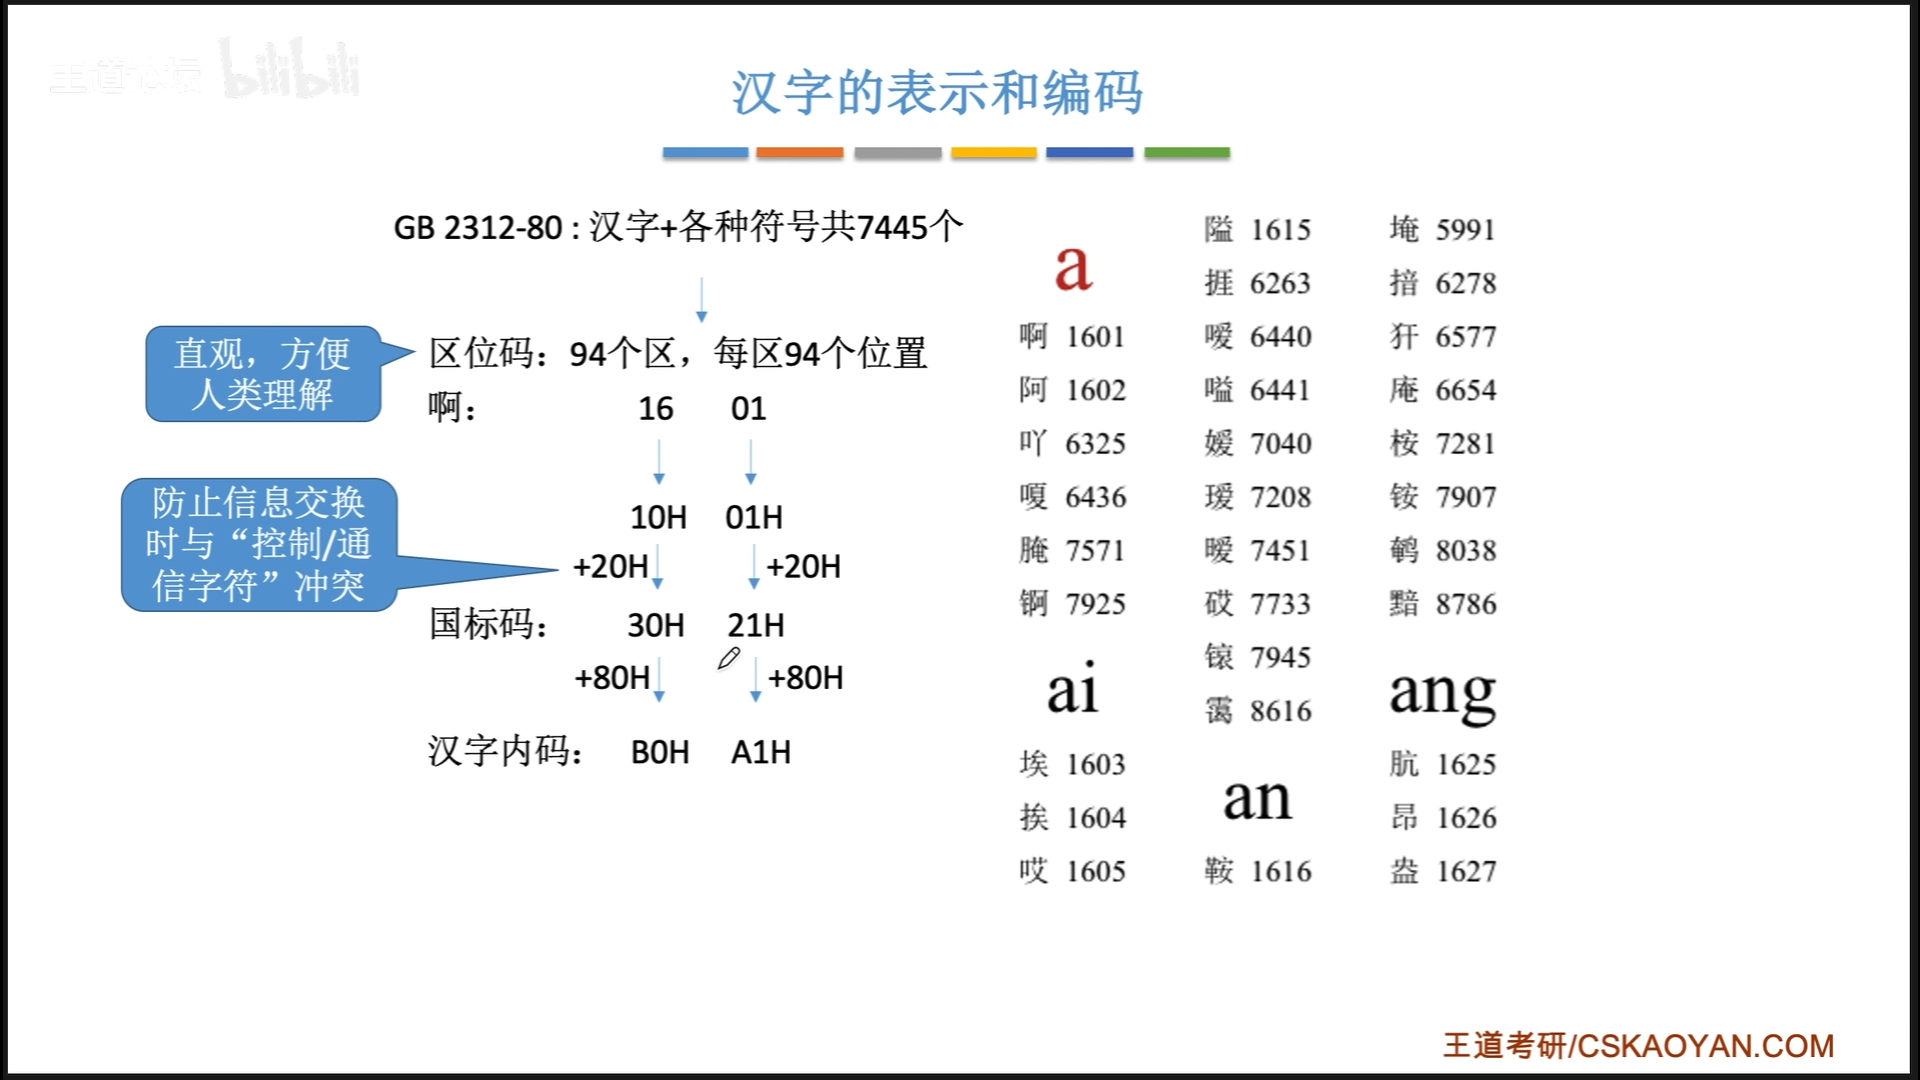 王道论坛 bilibili
汉字的表示和编码
GB 2312-80 : 汉字+各种符号共7445个
直观，方便
人类理解
区位码：94个区，每区94个位置
啊： 16 01
10H 01H
防止信息交换
时与“控制/通
信字符”冲突
+20H +20H
国标码： 30H 21H
+80H +80H
汉字内码： B0H A1H
a
啊 1601
阿 1602
吖 6325
嗄 6436
腌 7571
锕 7925
ai
埃 1603
挨 1604
哎 1605
隘 1615
捱 6263
嗳 6440
嗌 6441
嫒 7040
瑷 7208
暧 7451
砹 7733
锿 7945
霭 8616
an
鞍 1616
埯 5991
揞 6278
犴 6577
庵 6654
桉 7281
铵 7907
鹌 8038
黯 8786
ang
肮 1625
昂 1626
盎 1627
王道考研/CSKAOYAN.COM